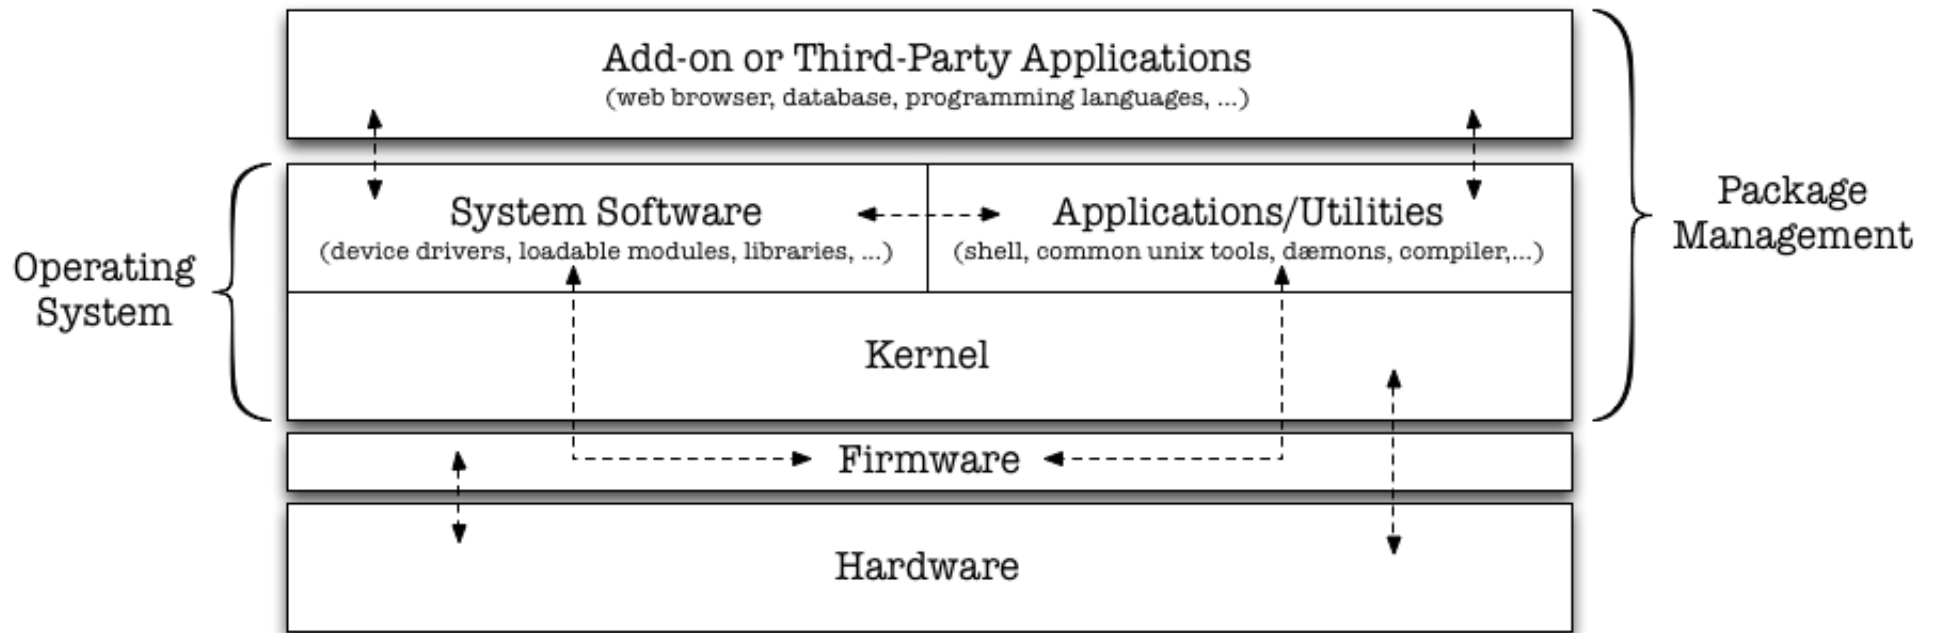 Add-on or Third-Party Applications
(web browser, database, programming languages, ...)
System Software
(device drivers, loadable modules, libraries, ...)
Applications/Utilities
(shell, common unix tools, dæmons, compiler,...)
Operating
System
Package
Management
Kernel
Firmware
Hardware